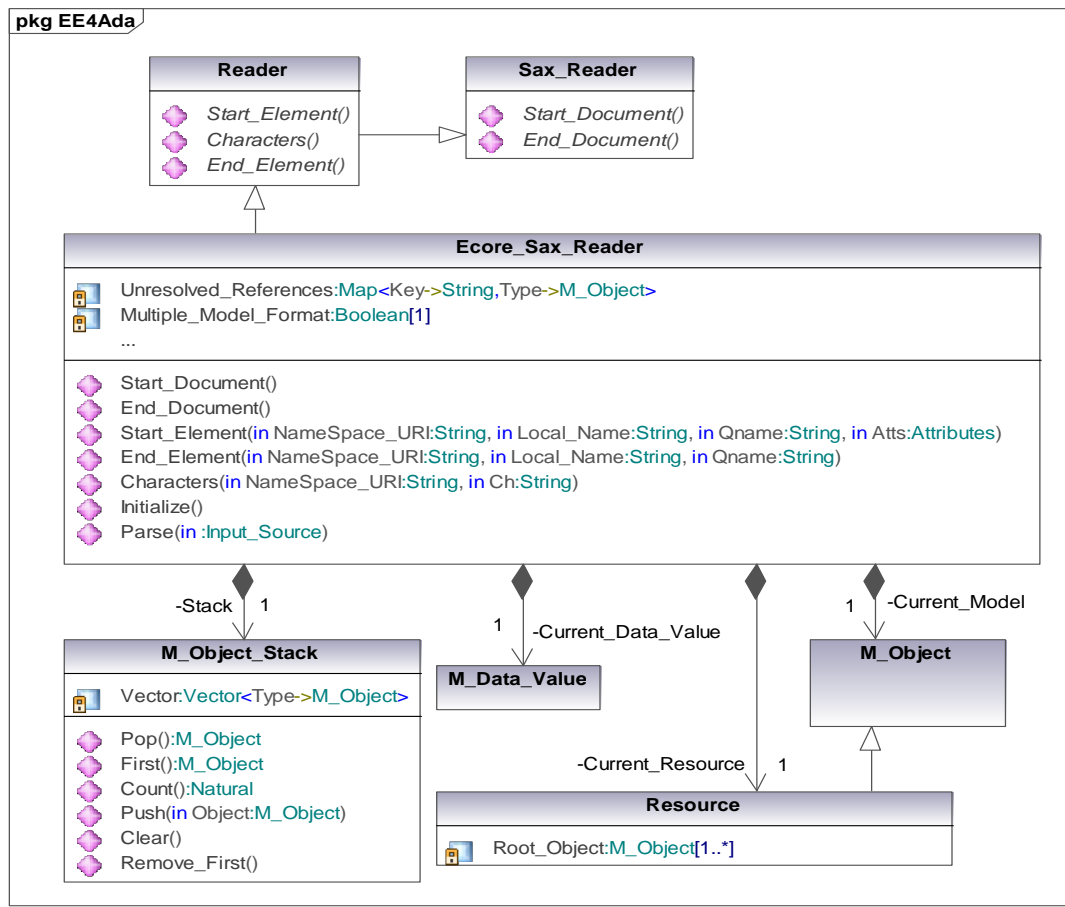 pkg EE4Ada
Reader
Start_Element()
Characters()
End_Element()
Sax_Reader
Start_Document()
End_Document()
Ecore_Sax_Reader
Unresolved_References:Map<Key->String,Type->M_Object>
Multiple_Model_Format:Boolean[1]
...
Start_Document()
End_Document()
Start_Element(in NameSpace_URI:String, in Local_Name:String, in Qname:String, in Atts:Attributes)
End_Element(in NameSpace_URI:String, in Local_Name:String, in Qname:String)
Characters(in NameSpace_URI:String, in Ch:String)
Initialize()
Parse(in :Input_Source)
-Stack 1
1 -Current_Data_Value
1 -Current_Model
M_Object_Stack
Vector:Vector<Type->M_Object>
Pop():M_Object
First():M_Object
Count():Natural
Push(in Object:M_Object)
Clear()
Remove_First()
M_Data_Value
M_Object
-Current_Resource 1
Resource
Root_Object:M_Object[1..*]